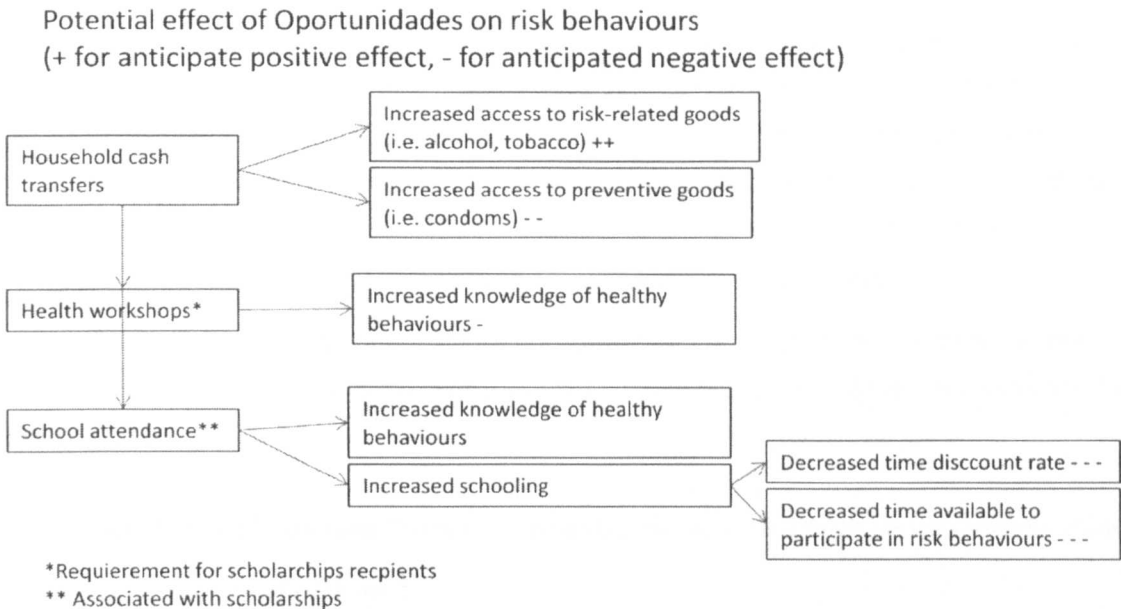 Potential effect of Oportunidades on risk behaviours
(+ for anticipate positive effect, - for anticipated negative effect)
Household cash
transfers
Increased access to risk-related goods
(i.e. alcohol, tobacco) ++
Increased access to preventive goods
(i.e. condoms) - -
Health workshops*
Increased knowledge of healthy
behaviours -
School attendance**
Increased knowledge of healthy
behaviours
Increased schooling
Decreased time disccount rate - - -
Decreased time available to
participate in risk behaviours - - -
*Requierement for scholarchips recpients
** Associated with scholarships